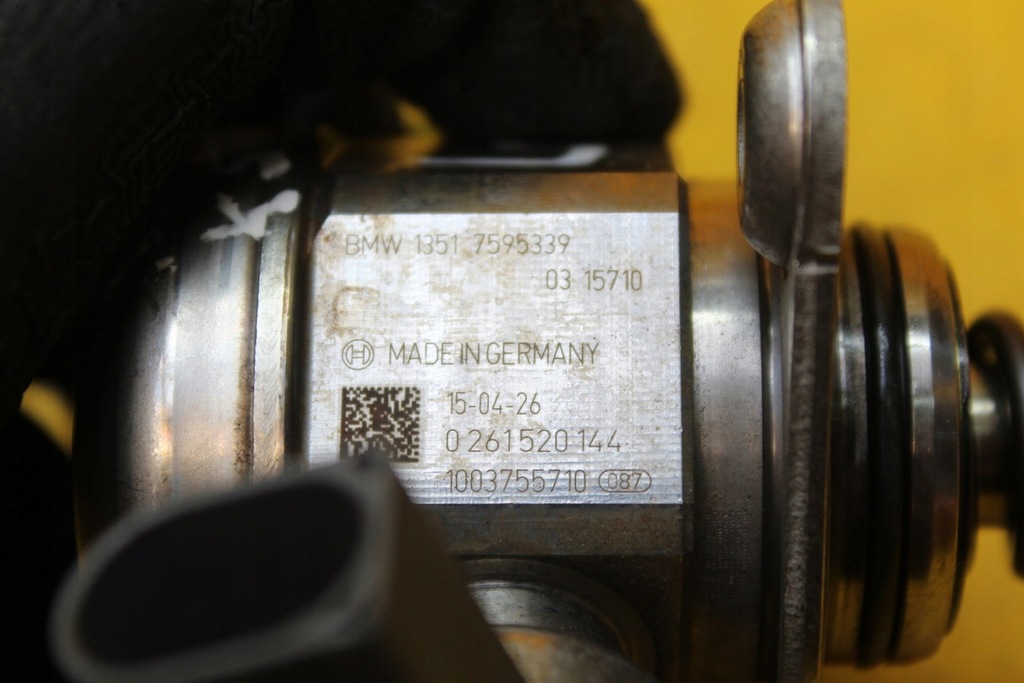 BMW 1351 7595339
03 15710
C
MADE IN GERMANY
15-04-26
0 261 520 144
1003755710 087